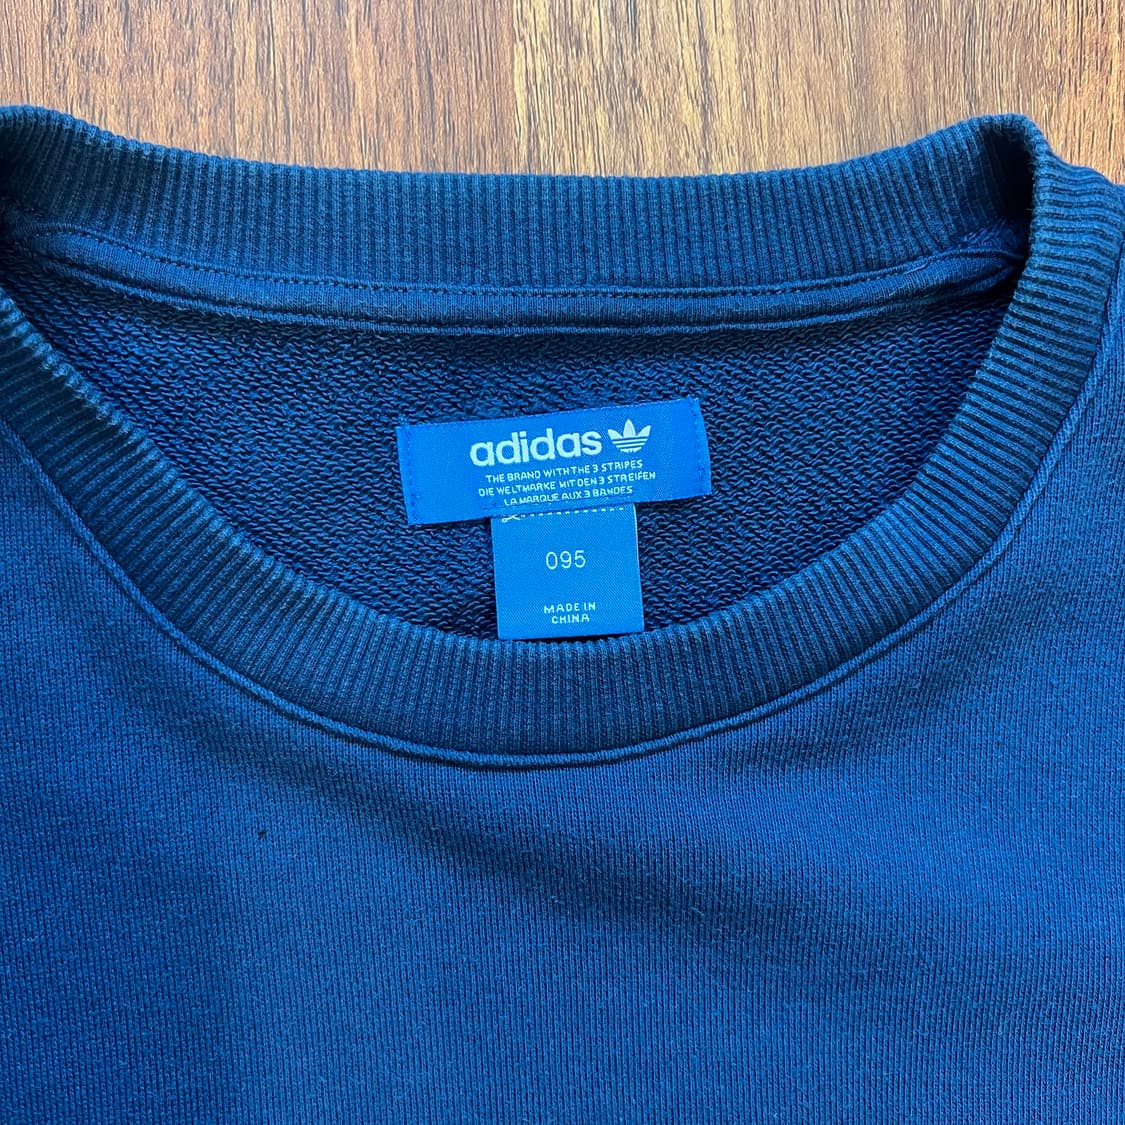 adidas
THE BRAND WITH THE 3 STRIPES
DIE WELTMARKE MIT DEN 3 STREIFEN
LA MARQUE AUX 3 BANDES
095
MADE IN
CHINA